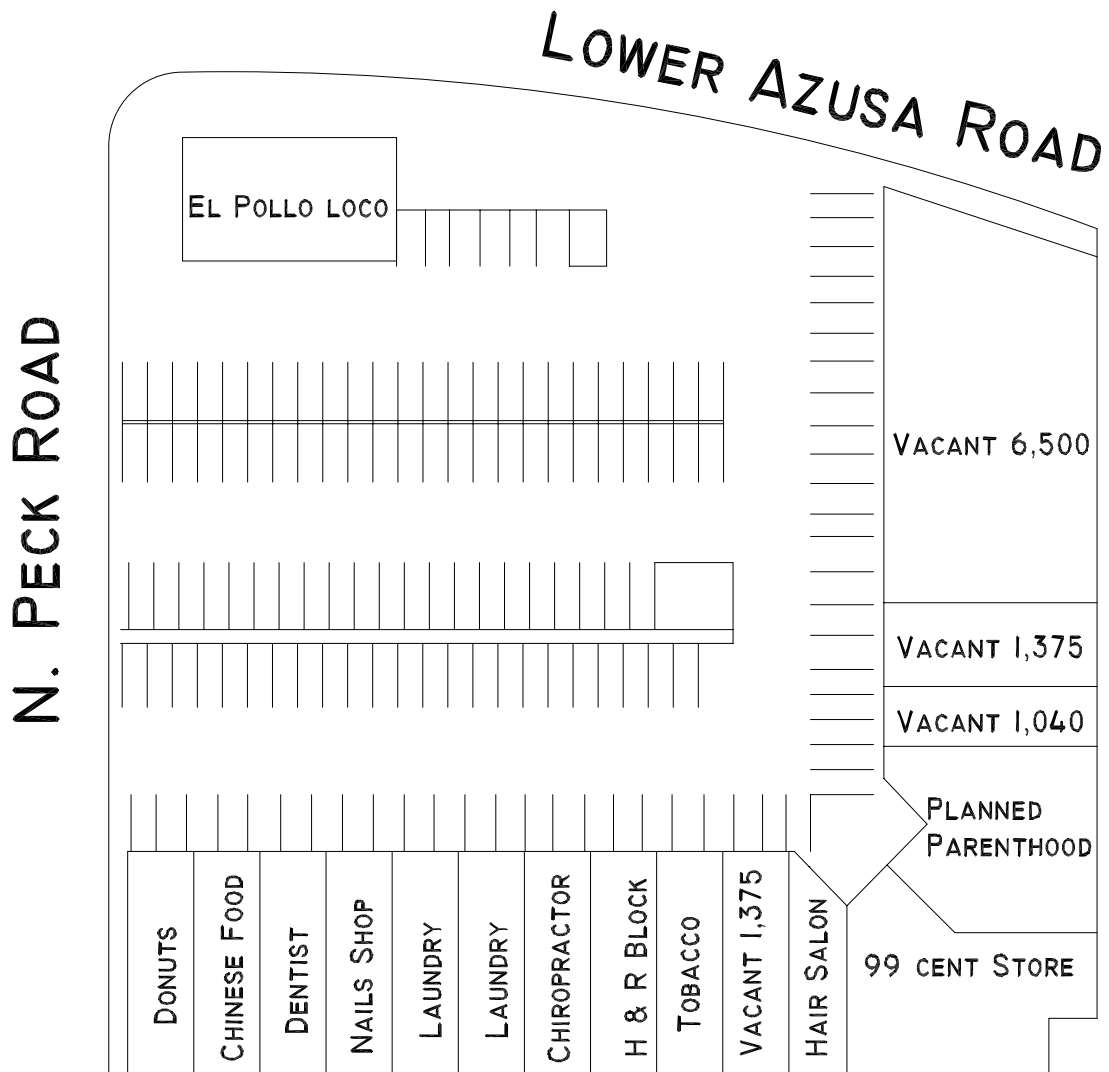 LOWER AZUSA ROAD
EL POLLO LOCO
N. PECK ROAD
VACANT 6,500
VACANT 1,375
VACANT 1,040
PLANNED
PARENTHOOD
DONUTS
CHINESE FOOD
DENTIST
NAILS SHOP
LAUNDRY
LAUNDRY
CHIROPRACTOR
H & R BLOCK
TOBACCO
VACANT 1,375
HAIR SALON
99 CENT STORE